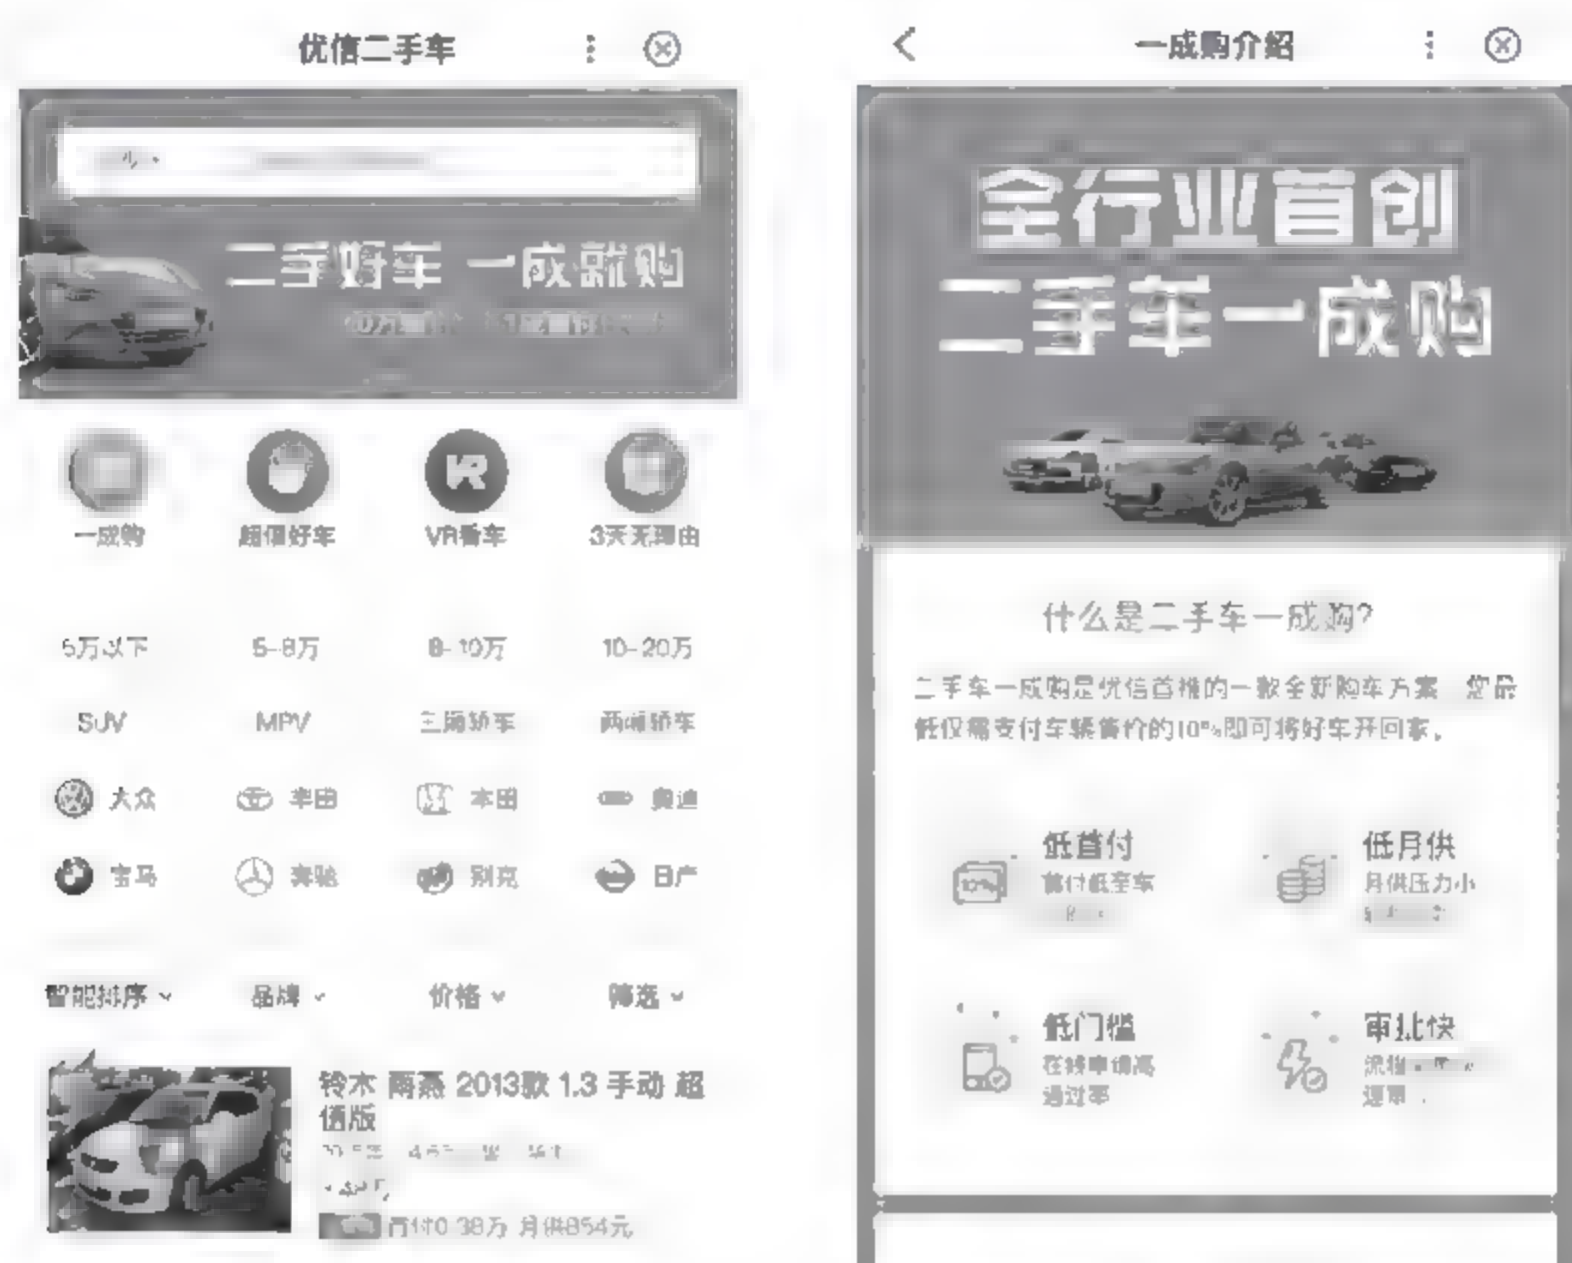 优信二手车
二手好车 一成就购
一成购 超值好车 VR看车 3天无理由
5万以下 5-8万 8-10万 10-20万
SUV MPV 三厢轿车 两厢轿车
大众 丰田 本田 奥迪
宝马 奔驰 别克 日产
智能排序 品牌 价格 筛选
铃木 雨燕 2013款 1.3 手动 超
值版
首付0.38万 月供854元
一成购介绍
全行业首创
二手车一成购
什么是二手车一成购?
二手车一成购是优信首推的一款全新购车方案 您最
低仅需支付车辆售价的10%即可将好车开回家。
低首付
首付低至车
低月供
月供压力小
低门槛
在线申请高
通过率
审批快
流程